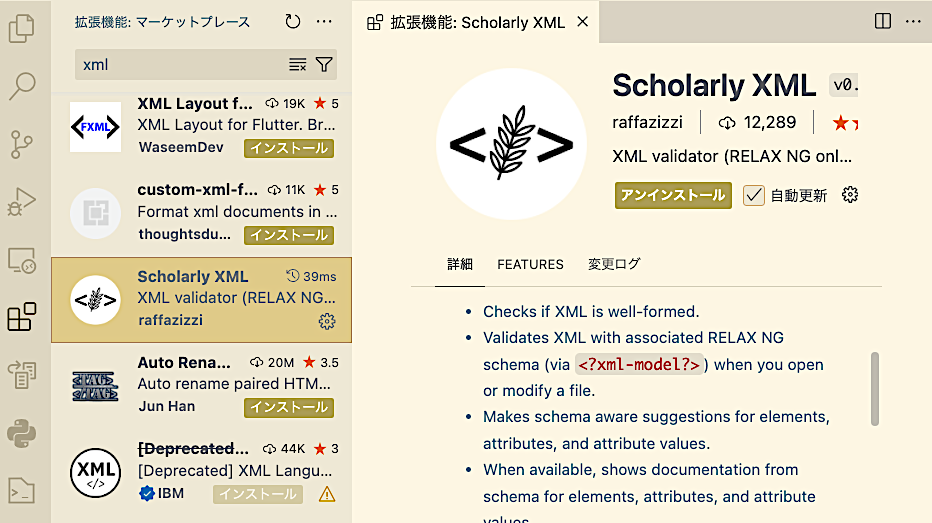 拡張機能: マーケットプレース
xml
XML Layout f... 19K 5
XML Layout for Flutter. Br...
WaseemDev インストール
FXML
custom-xml-f... 11K 5
Format xml documents in ...
thoughtsdu... インストール
Scholarly XML 39ms
XML validator (RELAX NG...
raffazizzi
Auto Rena... 20M 3.5
Auto rename paired HTM...
Jun Han インストール
<TAG>
</TAG>
[Deprecated... 44K 3
[Deprecated] XML Langu...
IBM インストール
XML
</>
拡張機能: Scholarly XML
Scholarly XML v0.
raffazizzi 12,289
XML validator (RELAX NG onl...
アンインストール 自動更新
詳細 FEATURES 変更ログ
• Checks if XML is well-formed.
• Validates XML with associated RELAX NG
schema (via <?xml-model?>) when you open
or modify a file.
• Makes schema aware suggestions for elements,
attributes, and attribute values.
• When available, shows documentation from
schema for elements, attributes, and attribute
values.